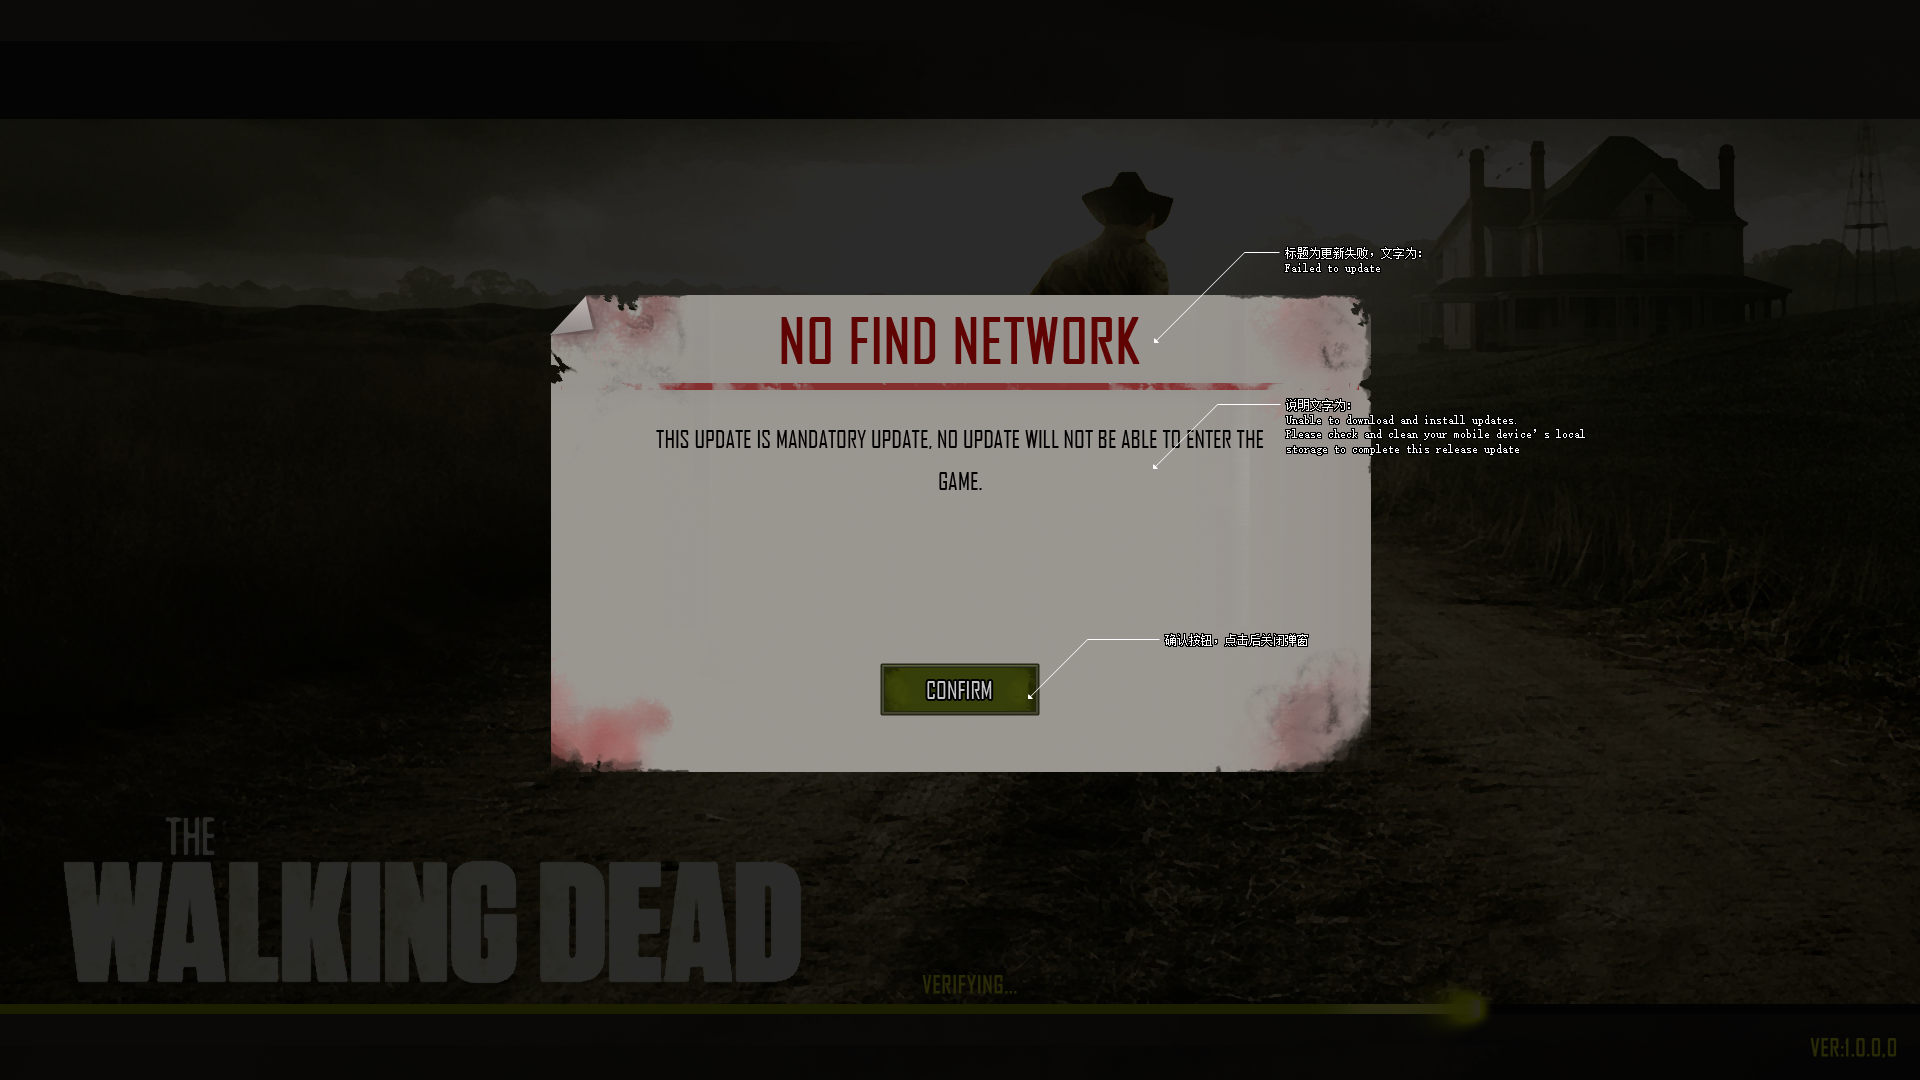 标题为更新失败，文字为：
Failed to update
NO FIND NETWORK
说明文字为：
Unable to download and install updates.
Please check and clean your mobile device's local
storage to complete this release update
THIS UPDATE IS MANDATORY UPDATE, NO UPDATE WILL NOT BE ABLE TO ENTER THE
GAME.
确认按钮，点击后关闭弹窗
CONFIRM
THE
WALKING DEAD
VERIFYING...
VER:1.0.0,0